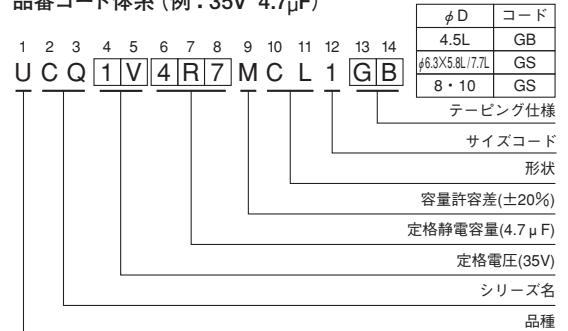 品番コード体系 (例：35V 4.7μF)
φD コード
4.5L GB
φ6.3×5.8L/7.7L GS
8・10 GS
1 2 3 4 5 6 7 8 9 10 11 12 13 14
U C Q 1 V 4 R 7 M C L 1 G B
テーピング仕様
サイズコード
形状
容量許容差(±20%)
定格静電容量(4.7μF)
定格電圧(35V)
シリーズ名
品種